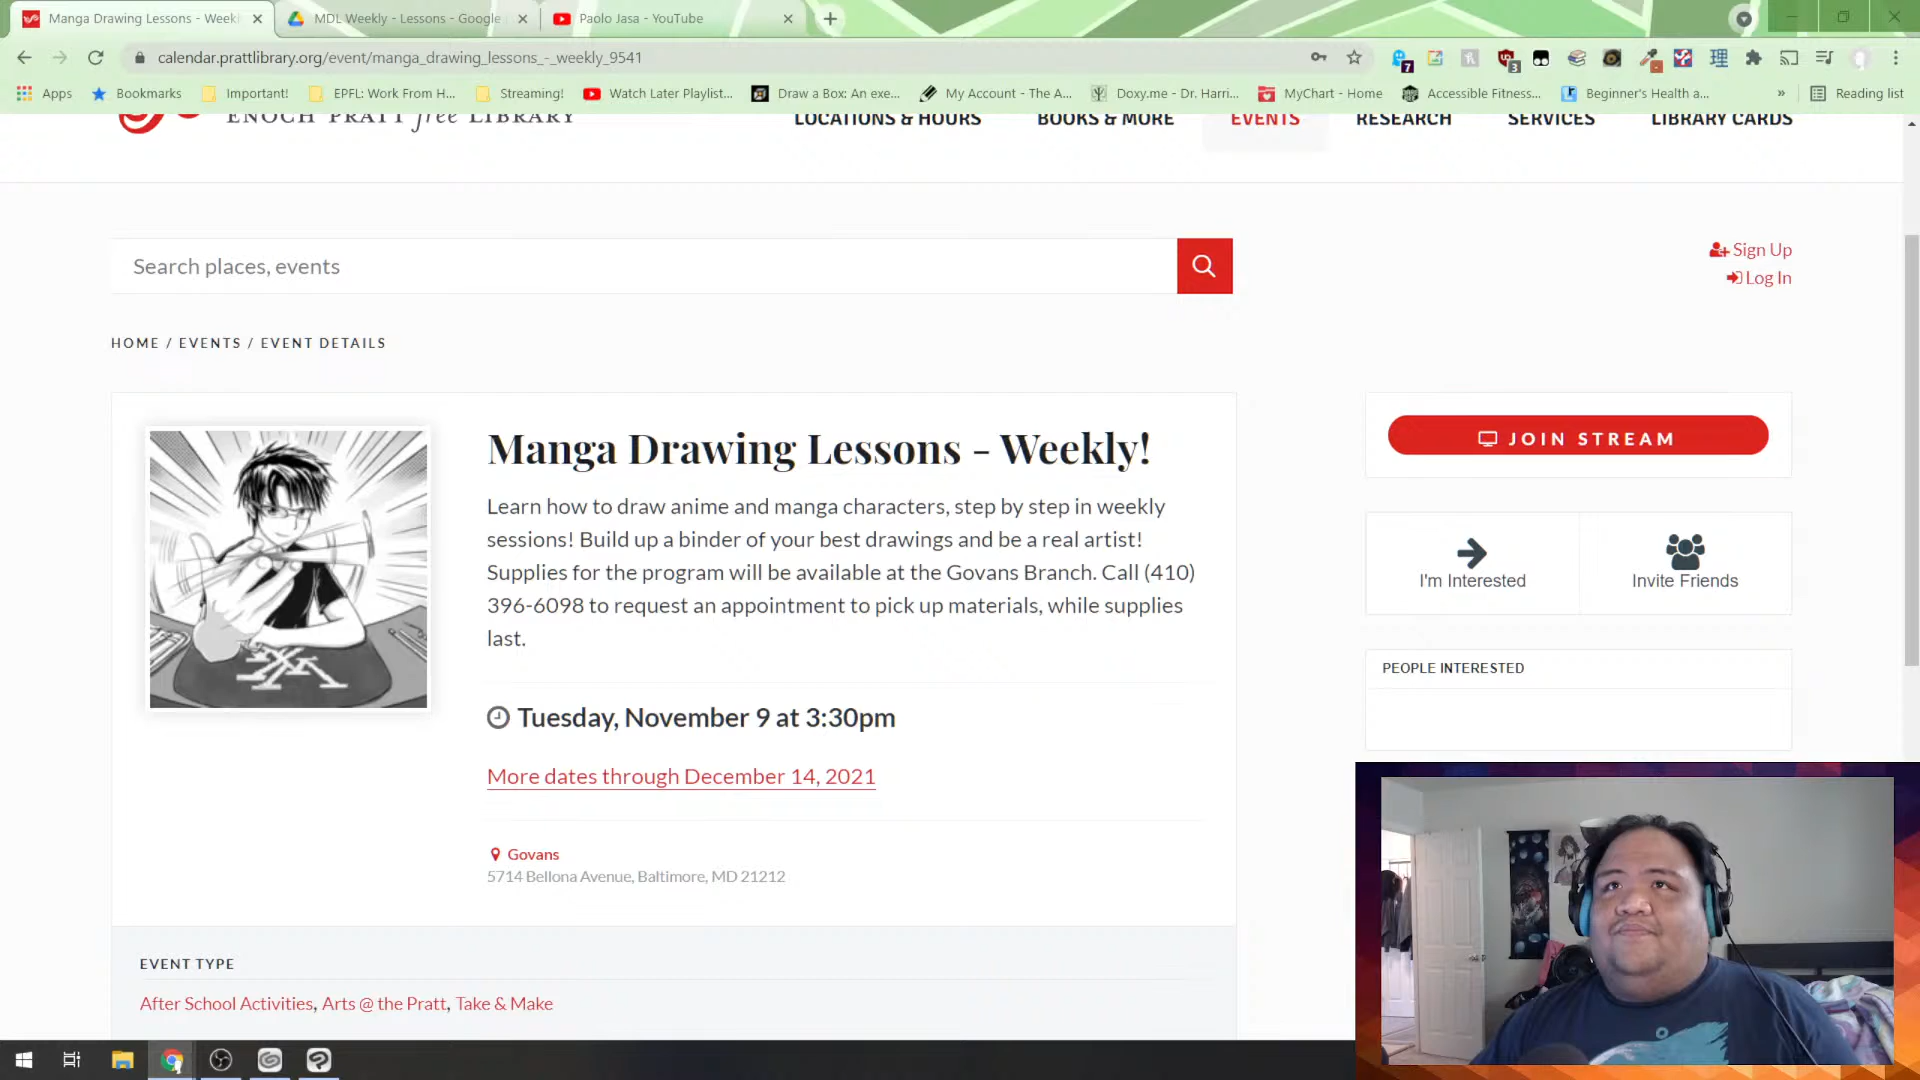 Manga Drawing Lessons - Weekl
MDL Weekly - Lessons - Google
Paolo Jasa - YouTube
calendar.prattlibrary.org/event/manga_drawing_lessons_-_weekly_9541
7
3
Apps
Bookmarks
Important!
EPFL: Work From H...
Streaming!
Watch Later Playlist...
Draw a Box: An exe...
My Account - The A...
Doxy.me - Dr. Harri...
MyChart - Home
Accessible Fitness...
Beginner's Health a...
»
Reading list
ENOCH PRATT free LIBRARY
LOCATIONS & HOURS
BOOKS & MORE
EVENTS
RESEARCH
SERVICES
LIBRARY CARDS
Search places, events
Sign Up
Log In
HOME / EVENTS / EVENT DETAILS
Manga Drawing Lessons - Weekly!
Learn how to draw anime and manga characters, step by step in weekly
sessions! Build up a binder of your best drawings and be a real artist!
Supplies for the program will be available at the Govans Branch. Call (410)
396-6098 to request an appointment to pick up materials, while supplies
last.
Tuesday, November 9 at 3:30pm
More dates through December 14, 2021
Govans
5714 Bellona Avenue, Baltimore, MD 21212
EVENT TYPE
After School Activities, Arts @ the Pratt, Take & Make
JOIN STREAM
I'm Interested
Invite Friends
PEOPLE INTERESTED